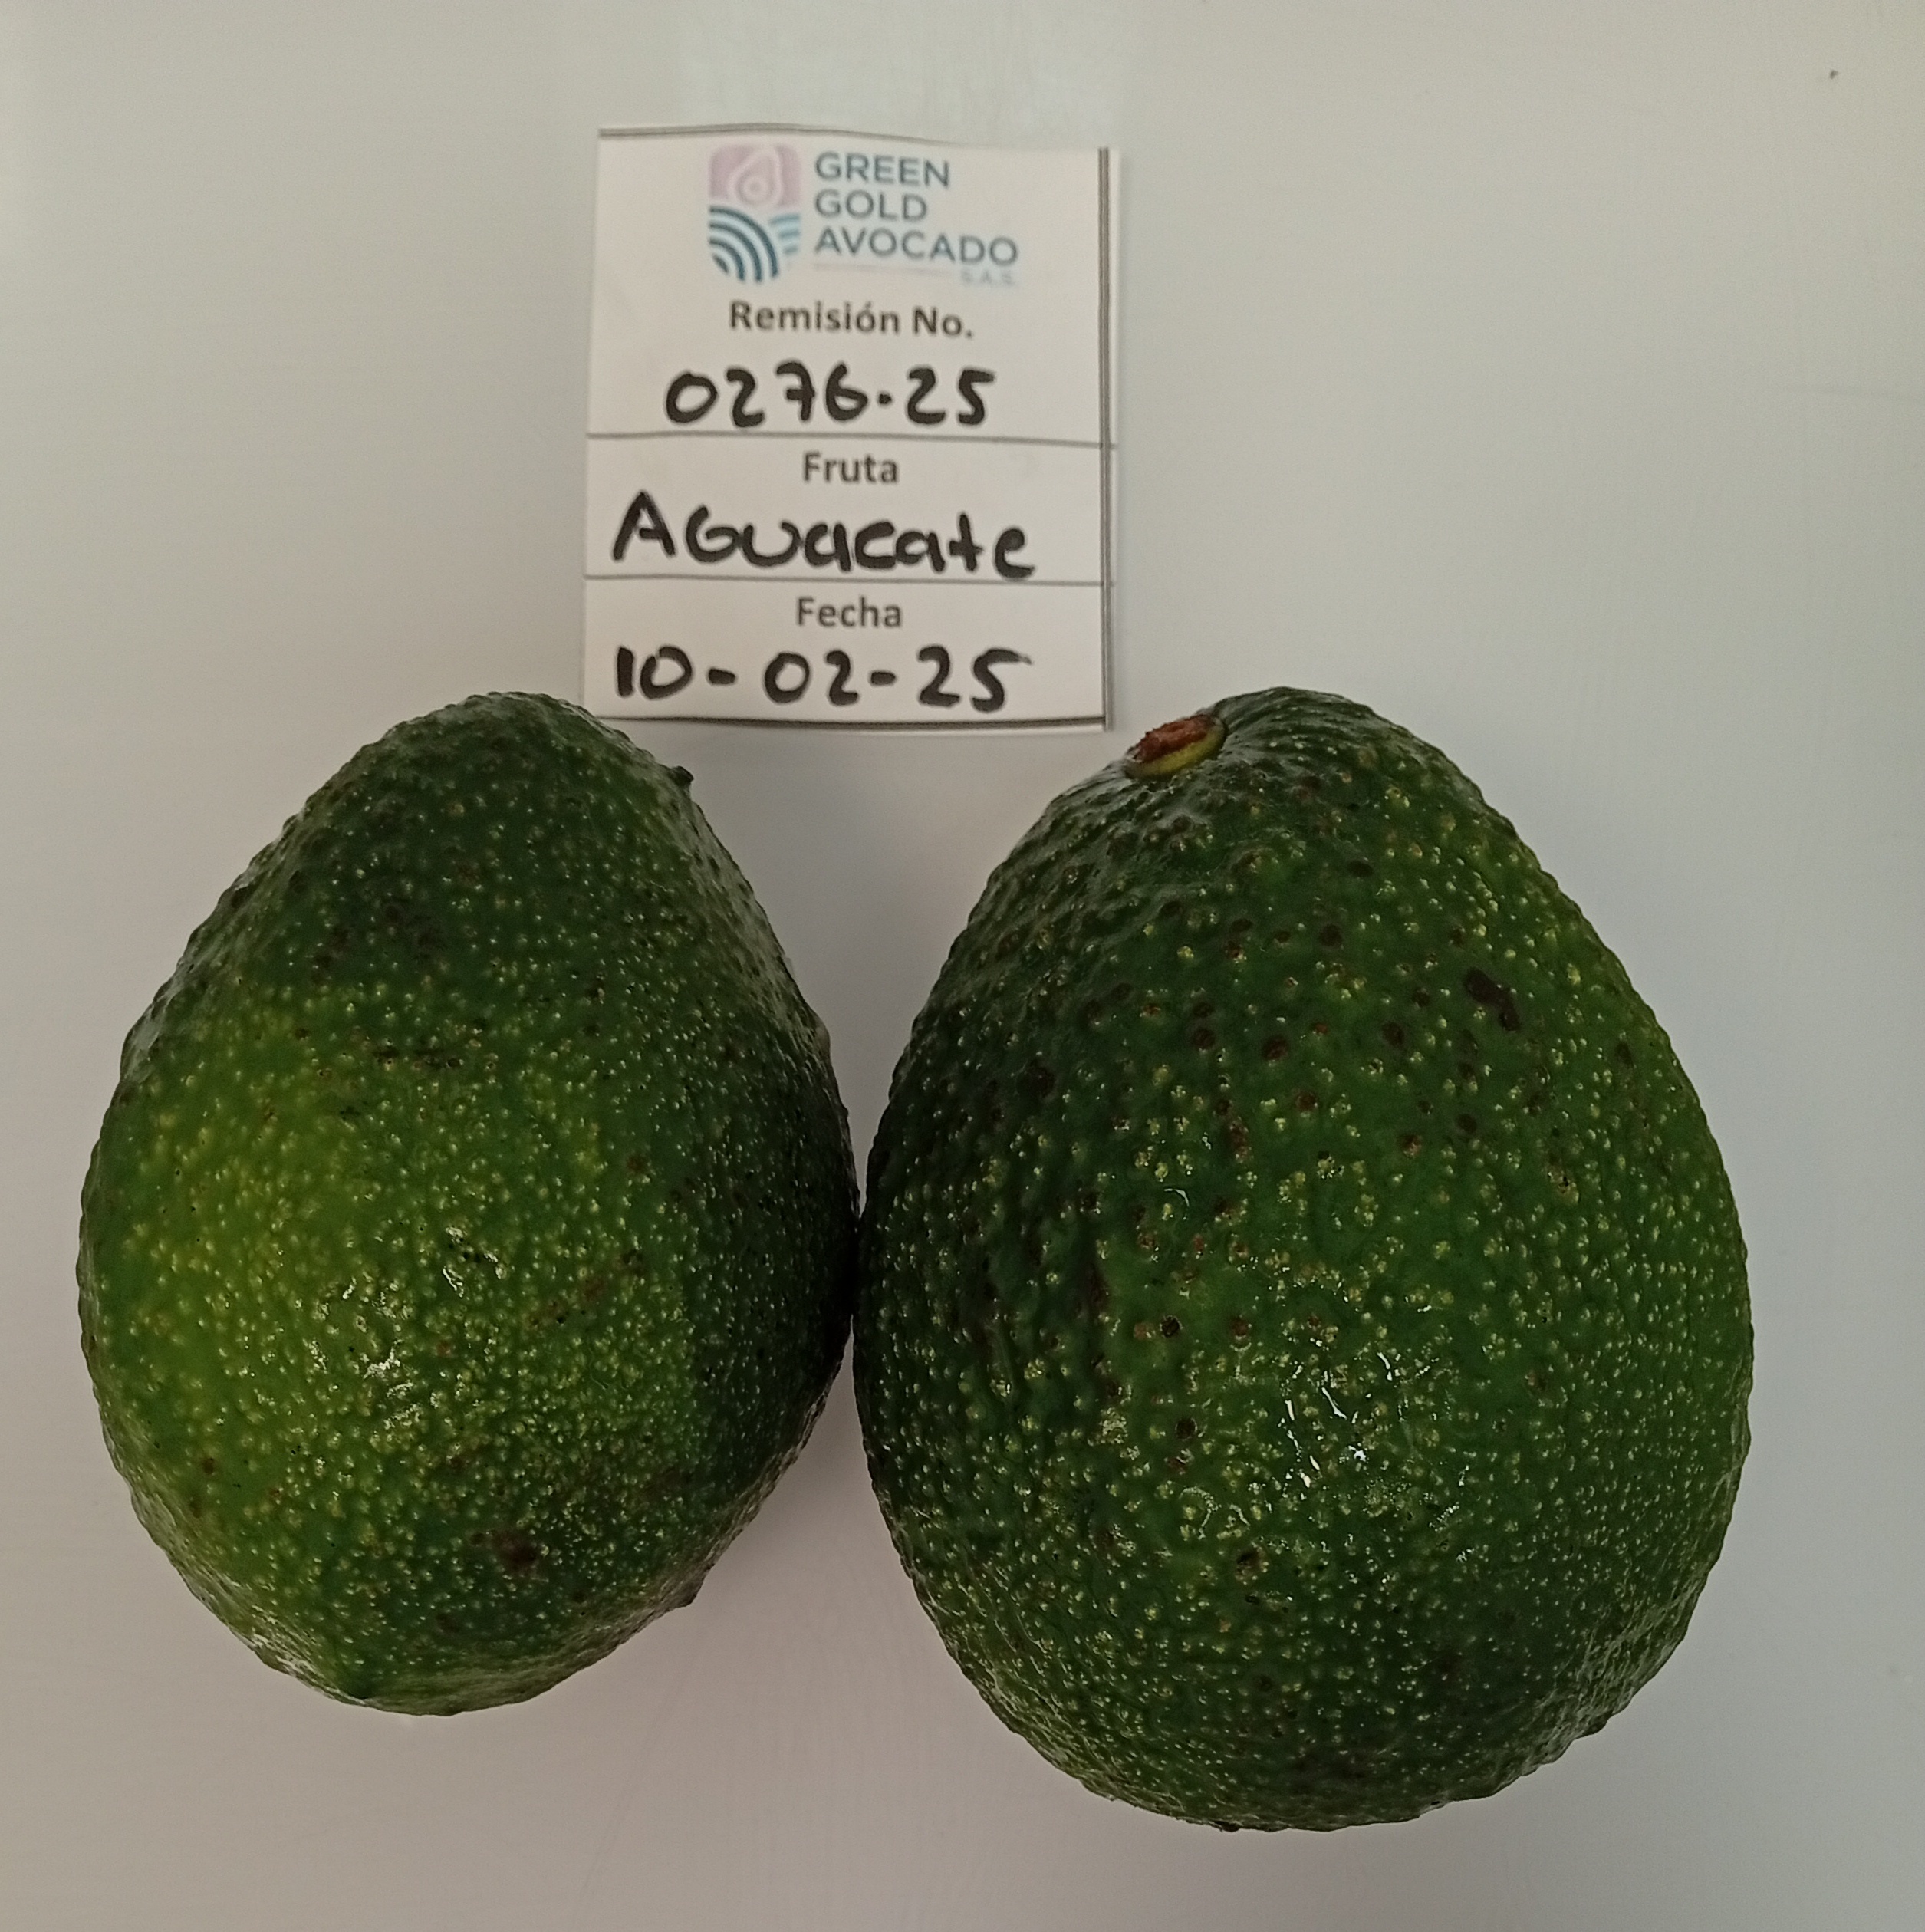 GREEN
GOLD
AVOCADO
S.A.S.
Remisión No.
0276.25
Fruta
AGuacate
Fecha
10-02-25